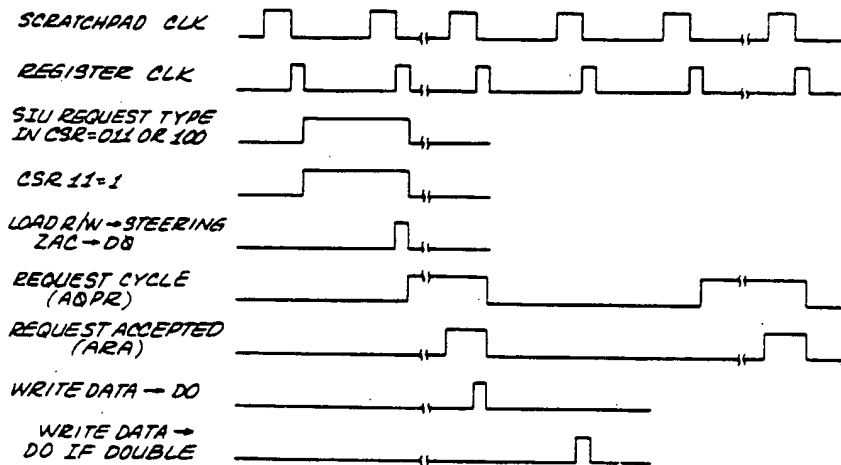 SCRATCHPAD CLK
REGISTER CLK
SIU REQUEST TYPE
IN CSR=011 OR 100
CSR 11=1
LOAD R/W→STEERING
ZAC→DO
REQUEST CYCLE
(AOPR)
REQUEST ACCEPTED
(ARA)
WRITE DATA→DO
WRITE DATA→
DO IF DOUBLE